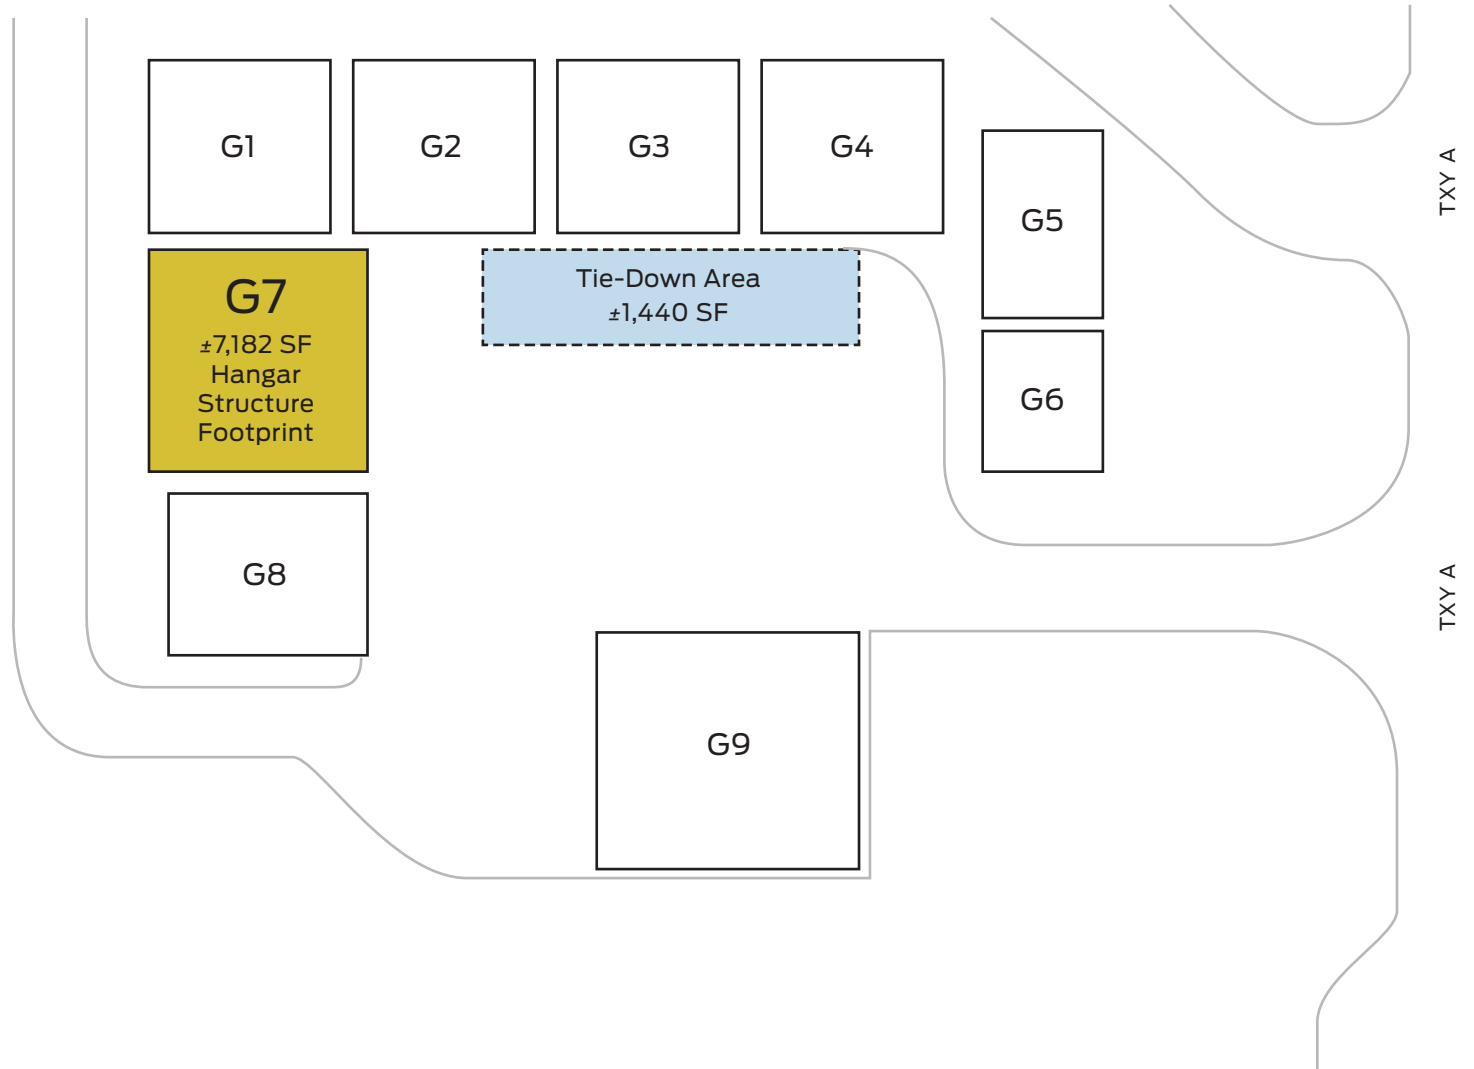 G1
G2
G3
G4
TXY A
G5
G7
±7,182 SF
Hangar
Structure
Footprint
Tie-Down Area
±1,440 SF
G6
G8
TXY A
G9